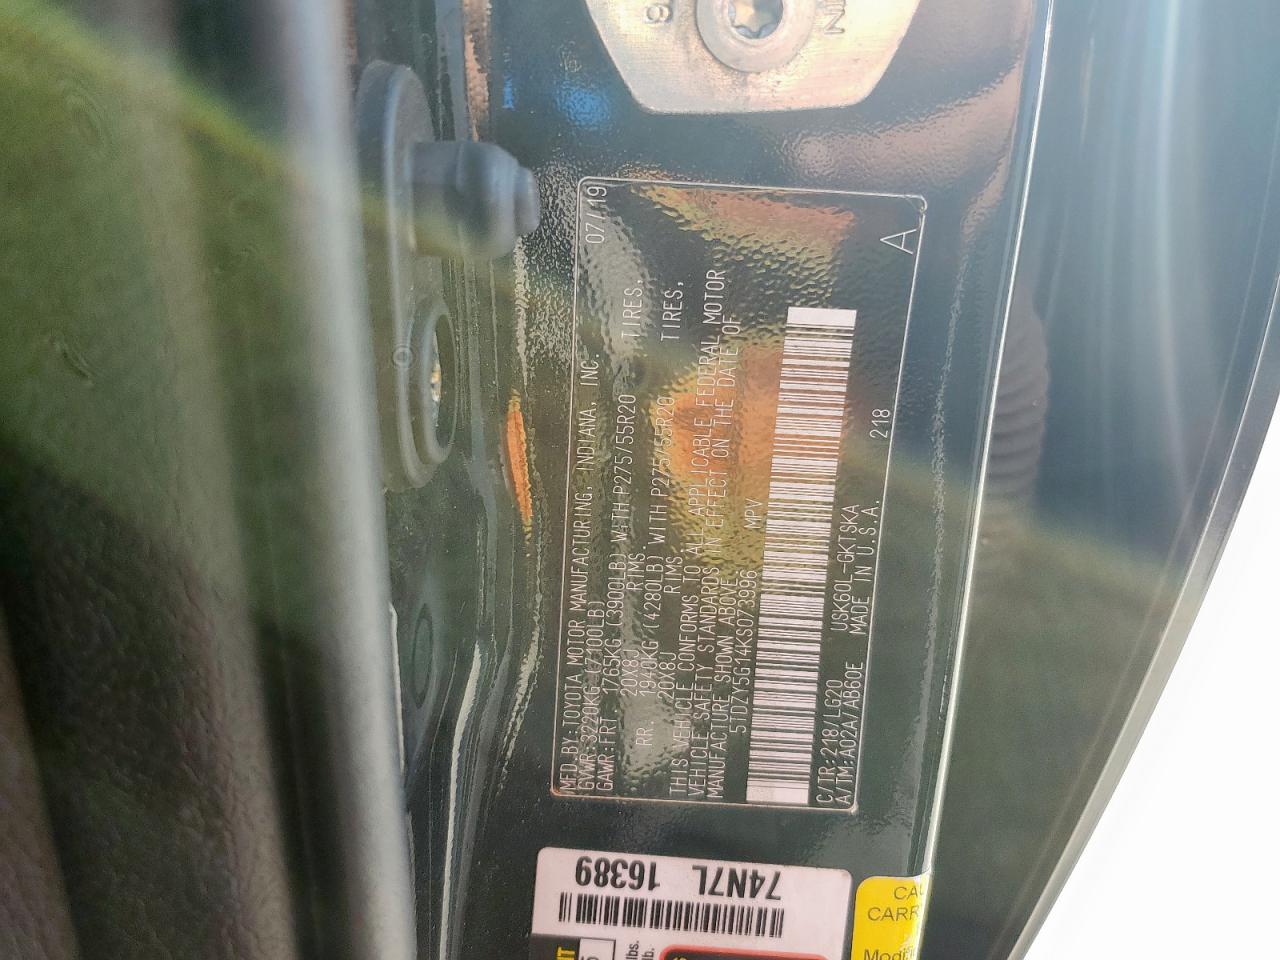 MFD.BY:TOYOTA MOTOR MANUFACTURING, INDIANA, INC. 07/19
GVWR:3220KG (7100LB)
GAWR:FRT 1765KG (3900LB) WITH P275/55R20 TIRES,
20X8J RIMS
RR. 1940KG (4280LB) WITH P275/55R20 TIRES,
20X8J RIMS
THIS VEHICLE CONFORMS TO ALL APPLICABLE FEDERAL MOTOR
VEHICLE SAFETY STANDARDS IN EFFECT ON THE DATE OF
MANUFACTURE SHOWN ABOVE.
5TDZY5G14KS073996 MPV
C/TR:218/LG20 USK60L-GKTSKA 218
A/TM:A02A/AB60E MADE IN U.S.A. A
74N7L
16389
CARR
lbs.
lb.